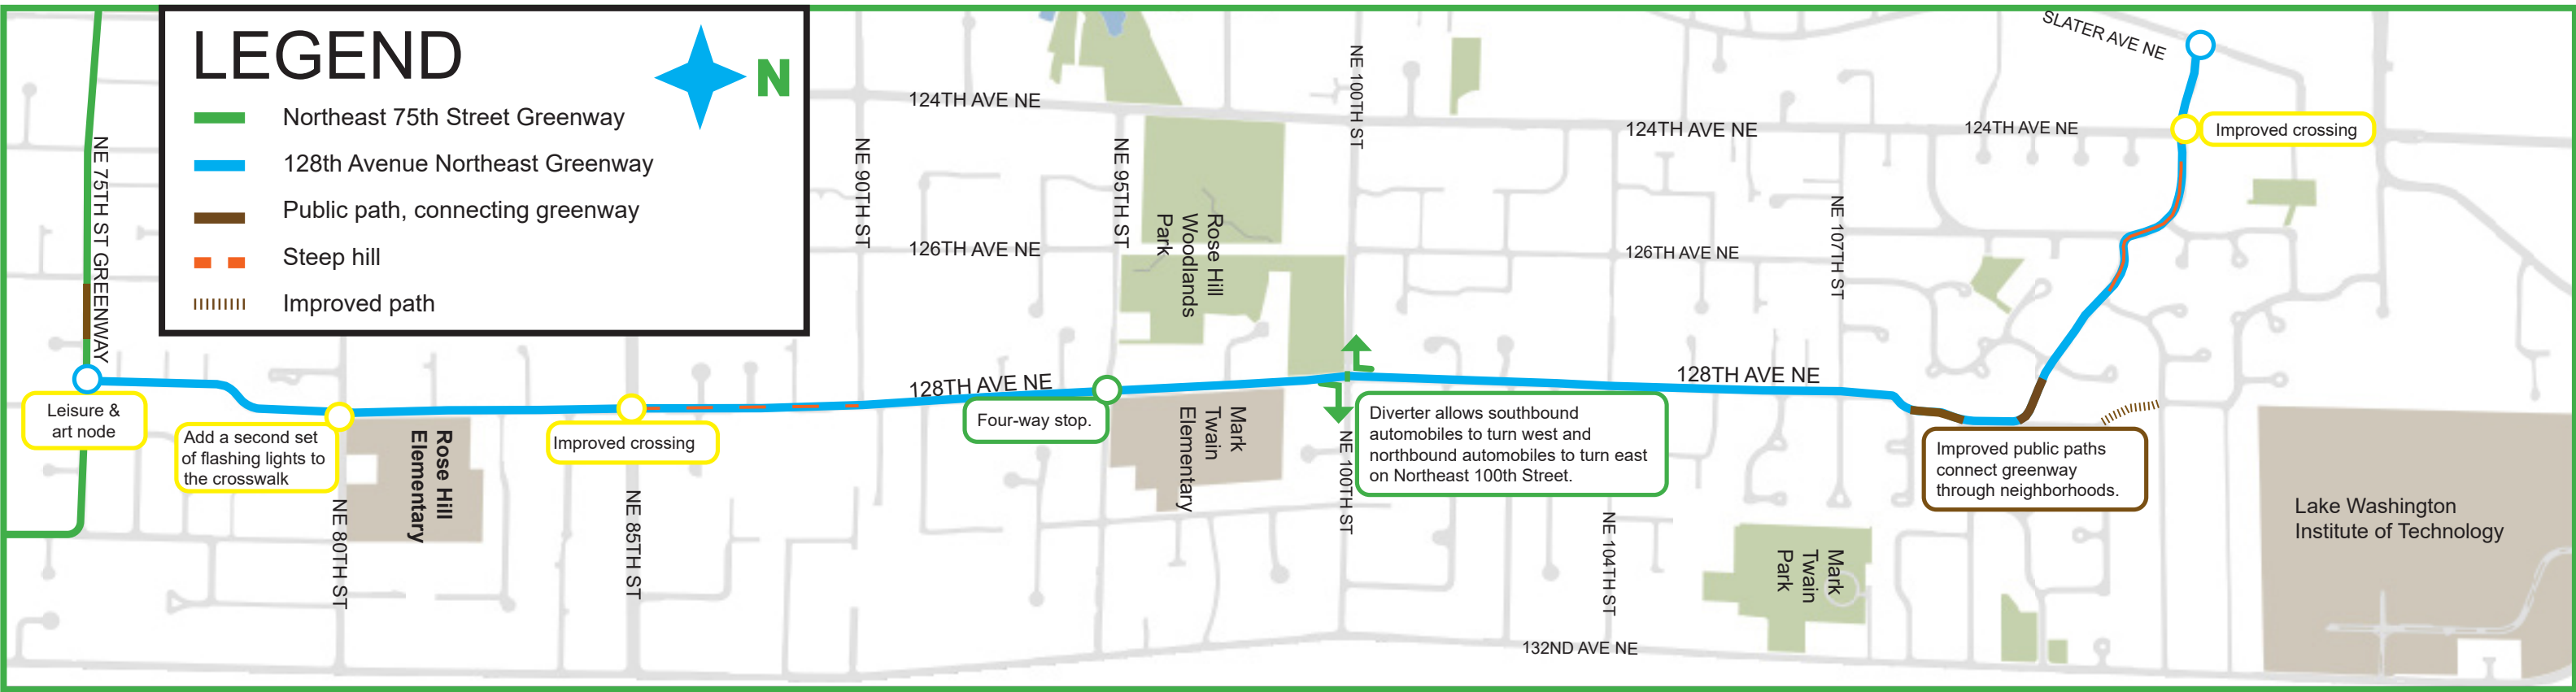 LEGEND
N
Northeast 75th Street Greenway
128th Avenue Northeast Greenway
Public path, connecting greenway
Steep hill
Improved path
NE 75TH ST GREENWAY
Leisure &
art node
Add a second set
of flashing lights to
the crosswalk
NE 80TH ST
Rose Hill
Elementary
Improved crossing
NE 85TH ST
NE 90TH ST
124TH AVE NE
126TH AVE NE
128TH AVE NE
NE 95TH ST
Four-way stop.
Rose Hill
Woodlands
Park
Mark
Twain
Elementary
NE 100TH ST
NE 100TH ST
Diverter allows southbound
automobiles to turn west and
northbound automobiles to turn east
on Northeast 100th Street.
124TH AVE NE
126TH AVE NE
128TH AVE NE
NE 104TH ST
132ND AVE NE
Mark
Twain
Park
NE 107TH ST
124TH AVE NE
SLATER AVE NE
Improved crossing
Improved public paths
connect greenway
through neighborhoods.
Lake Washington
Institute of Technology